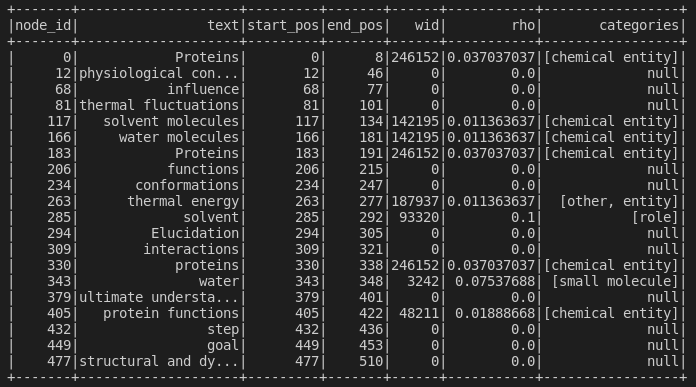 +-------+--------------------+---------+-------+------+-----------+-----------------+
|node_id|                text|start_pos|end_pos|   wid|        rho|       categories|
+-------+--------------------+---------+-------+------+-----------+-----------------+
|      0|            Proteins|        0|      8|246152|0.037037037|[chemical entity]|
|     12|physiological con...|       12|     46|     0|        0.0|             null|
|     68|           influence|       68|     77|     0|        0.0|             null|
|     81|thermal fluctuations|       81|    101|     0|        0.0|             null|
|    117|   solvent molecules|      117|    134|142195|0.011363637|[chemical entity]|
|    166|     water molecules|      166|    181|142195|0.011363637|[chemical entity]|
|    183|            Proteins|      183|    191|246152|0.037037037|[chemical entity]|
|    206|           functions|      206|    215|     0|        0.0|             null|
|    234|       conformations|      234|    247|     0|        0.0|             null|
|    263|      thermal energy|      263|    277|187937|0.011363637|  [other, entity]|
|    285|             solvent|      285|    292| 93320|        0.1|           [role]|
|    294|         Elucidation|      294|    305|     0|        0.0|             null|
|    309|        interactions|      309|    321|     0|        0.0|             null|
|    330|            proteins|      330|    338|246152|0.037037037|[chemical entity]|
|    343|               water|      343|    348|  3242| 0.07537688| [small molecule]|
|    379|ultimate understa...|      379|    401|     0|        0.0|             null|
|    405|   protein functions|      405|    422| 48211| 0.01888668|[chemical entity]|
|    432|                step|      432|    436|     0|        0.0|             null|
|    449|                goal|      449|    453|     0|        0.0|             null|
|    477|structural and dy...|      477|    510|     0|        0.0|             null|
+-------+--------------------+---------+-------+------+-----------+-----------------+